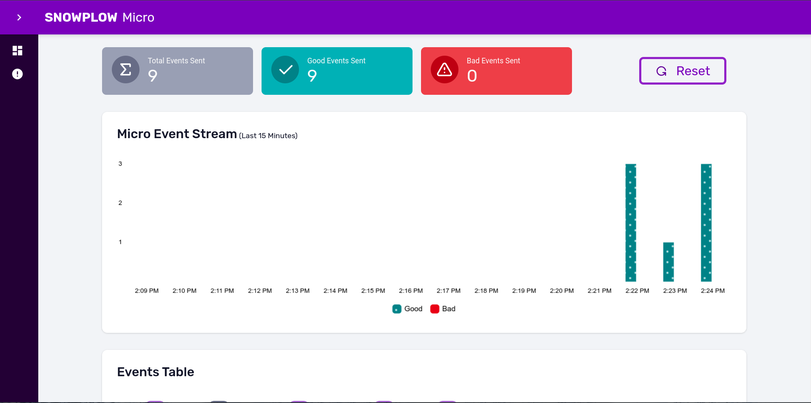 SNOWPLOW Micro
Total Events Sent
9
Good Events Sent
9
Bad Events Sent
0
Reset
Micro Event Stream (Last 15 Minutes)
3
2
1
2:09 PM 2:10 PM 2:11 PM 2:12 PM 2:13 PM 2:14 PM 2:15 PM 2:16 PM 2:17 PM 2:18 PM 2:19 PM 2:20 PM 2:21 PM 2:22 PM 2:23 PM 2:24 PM
Good Bad
Events Table